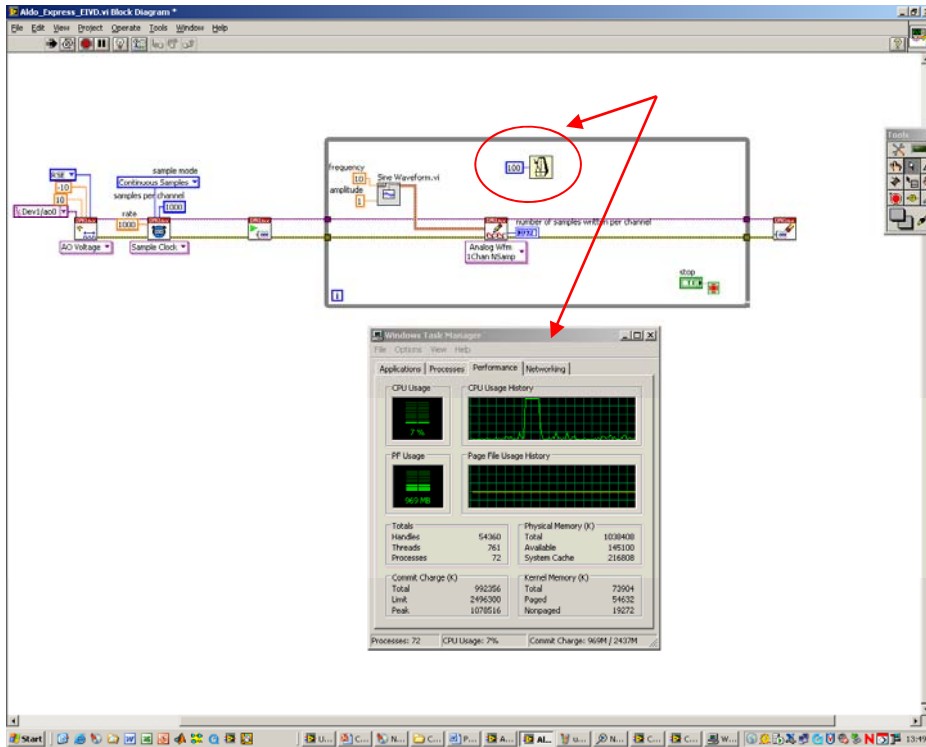 Aldo_Express_EIVD.vi Block Diagram *
File Edit View Project Operate Tools Window Help
Tools
frequency
10
Sine Waveform.vi
amplitude
1
100
RSE
-10
10
Dev1/ao0
AO Voltage
sample mode
Continuous Samples
samples per channel
1000
rate
1000
Sample Clock
number of samples written per channel
Analog Wfm
1Chan NSamp
stop
i
Windows Task Manager
File Options View Help
Applications Processes Performance Networking
CPU Usage
CPU Usage History
7 %
PF Usage
Page File Usage History
969 MB
Totals
Handles 54360
Threads 761
Processes 72
Physical Memory (K)
Total 1038408
Available 145100
System Cache 216808
Commit Charge (K)
Total 992356
Limit 2496300
Peak 1078516
Kernel Memory (K)
Total 73904
Paged 54632
Nonpaged 19272
Processes: 72 CPU Usage: 7% Commit Charge: 969M / 2437M
Start U... C... N... C... P... A... AL... u... N... C... C... W... 13:49